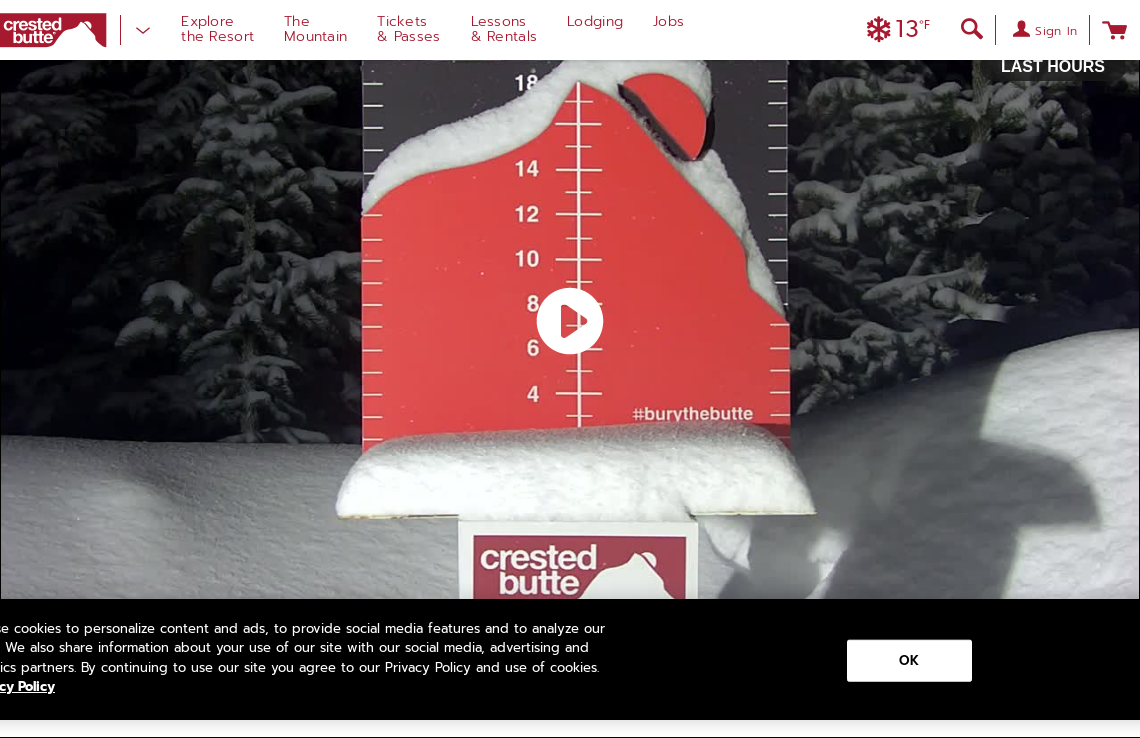 crested
butte
Explore
the Resort
The
Mountain
Tickets
& Passes
Lessons
& Rentals
Lodging
Jobs
13°F
Sign In
LAST HOURS
18
14
12
10
8
6
4
#burythebutte
crested
butte
cookies to personalize content and ads, to provide social media features and to analyze our
We also share information about your use of our site with our social media, advertising and
partners. By continuing to use our site you agree to our Privacy Policy and use of cookies.
Policy
OK